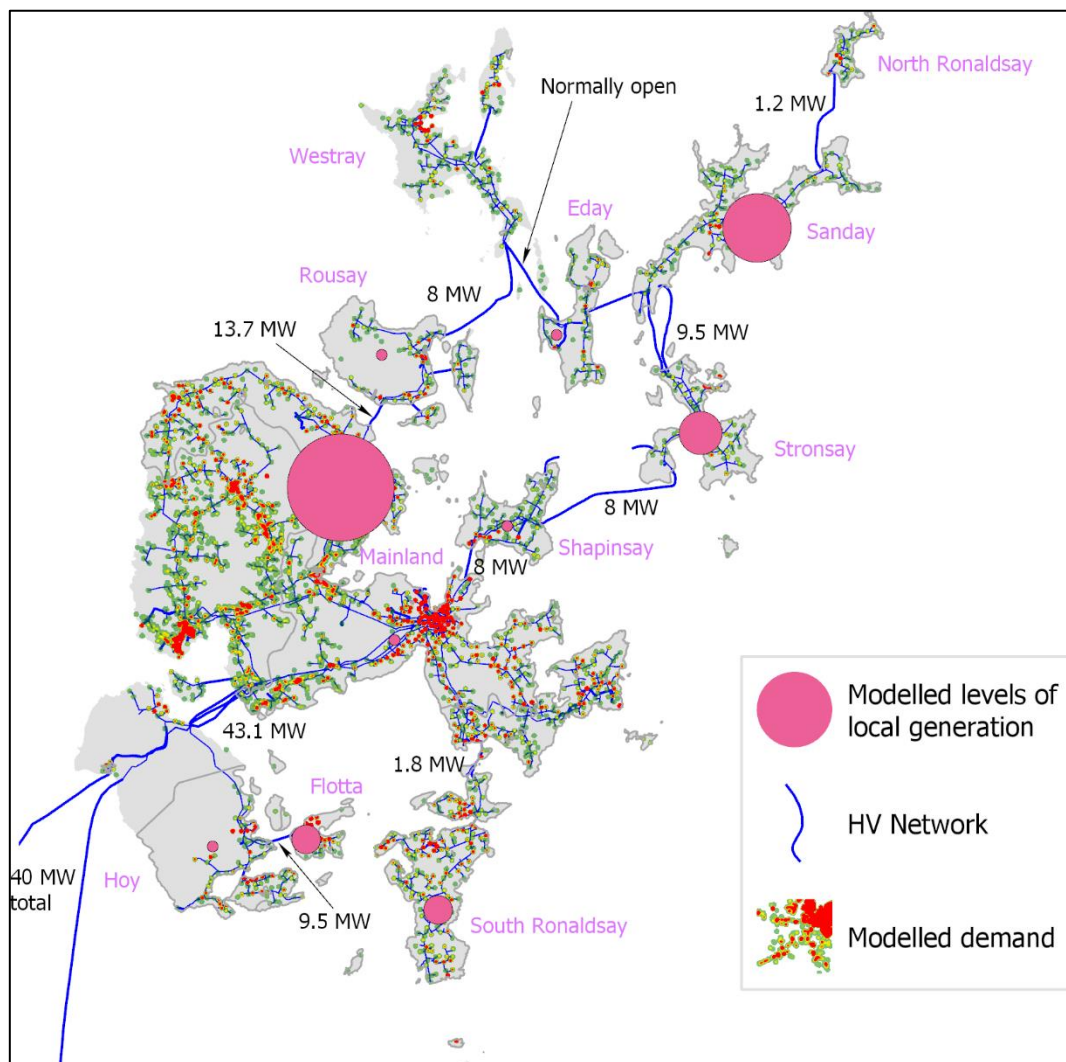 North Ronaldsay
Normally open
1.2 MW
Westray
Eday
Sanday
Rousay
8 MW
13.7 MW
9.5 MW
Stronsay
8 MW
Shapinsay
Mainland
8 MW
43.1 MW
1.8 MW
Flotta
40 MW
total
Hoy
9.5 MW
South Ronaldsay
Modelled levels of
local generation
HV Network
Modelled demand